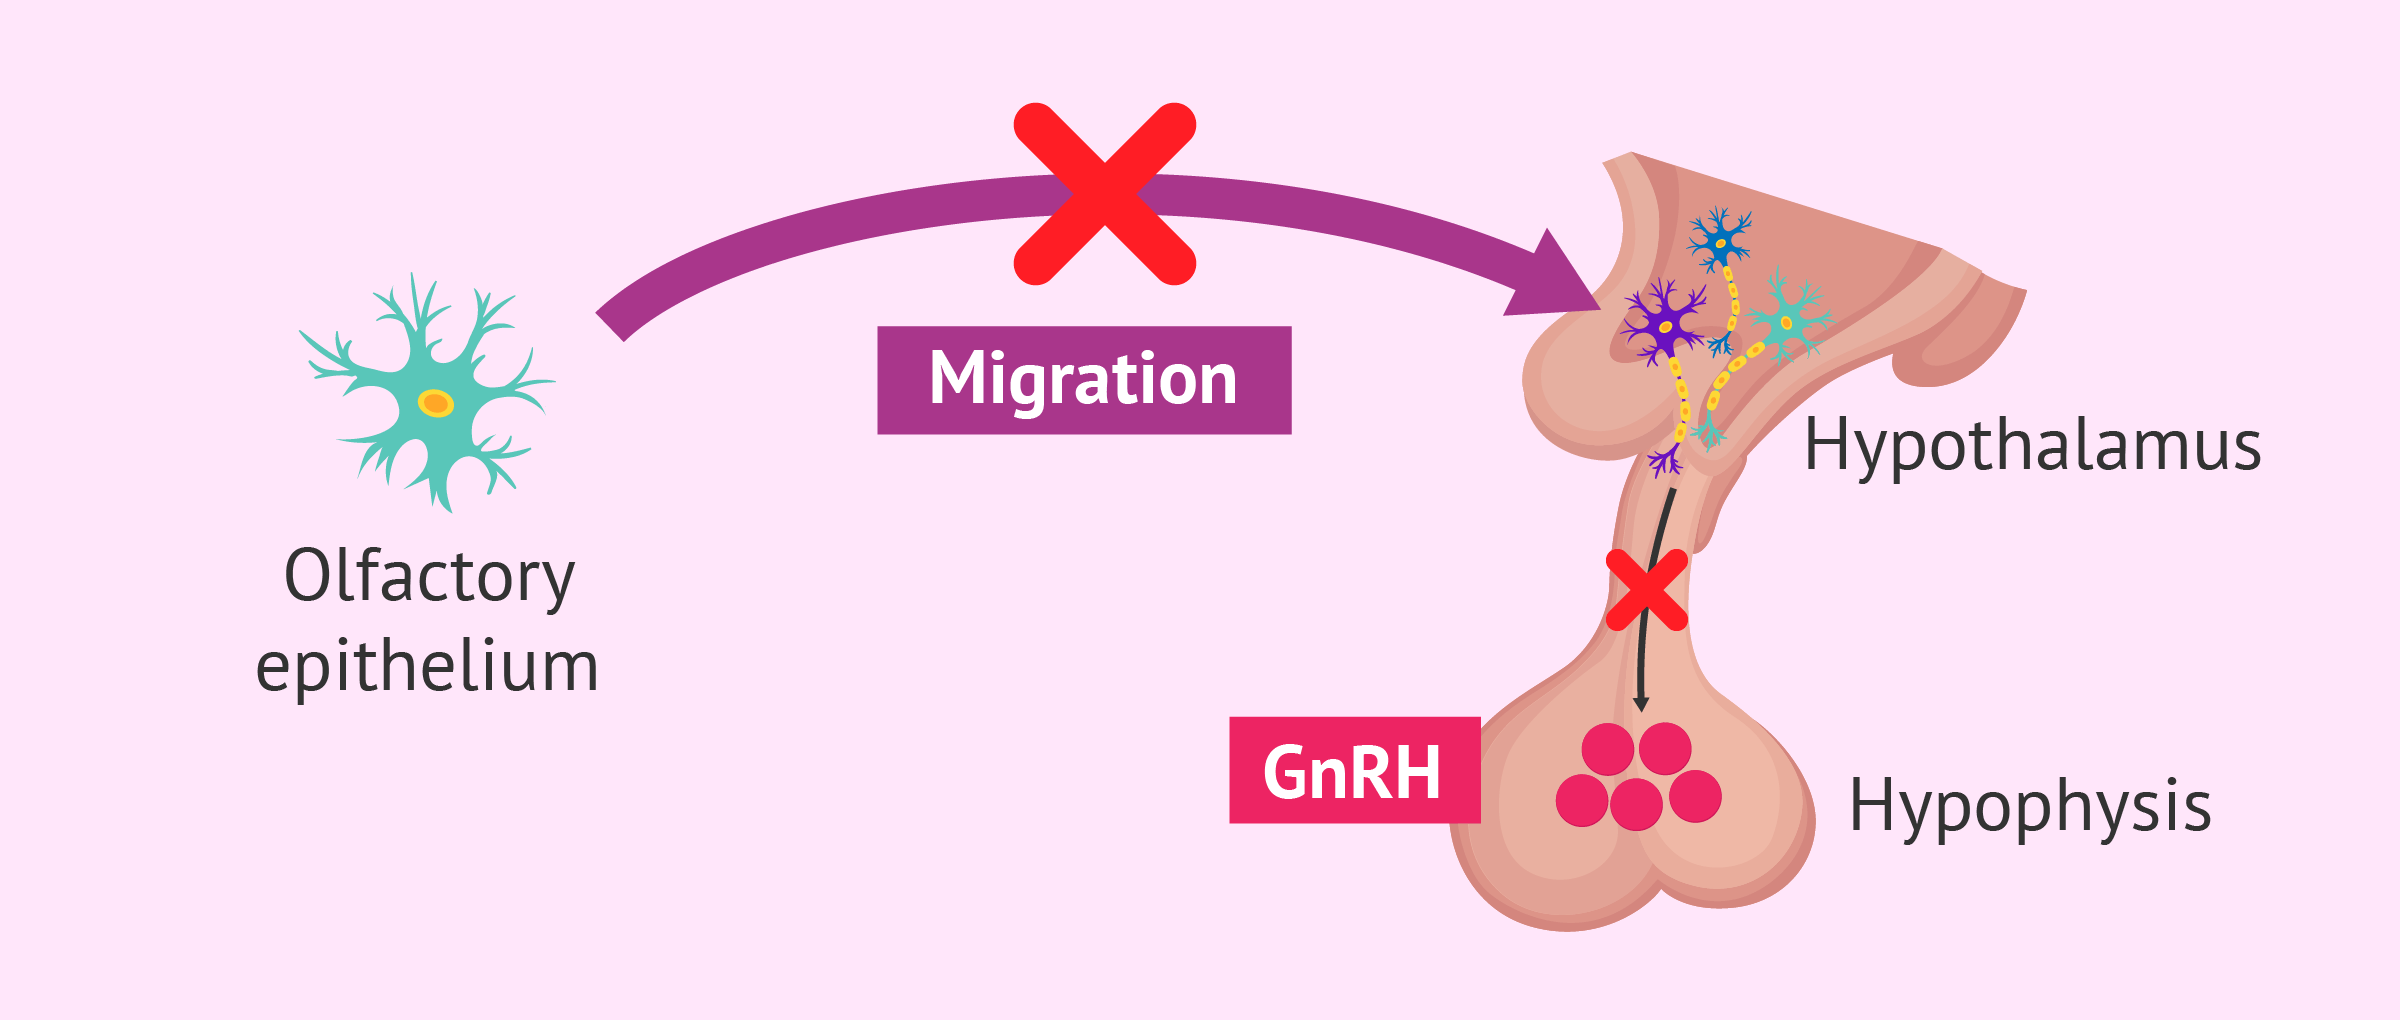 Migration
Olfactory
epithelium
Hypothalamus
GnRH
Hypophysis